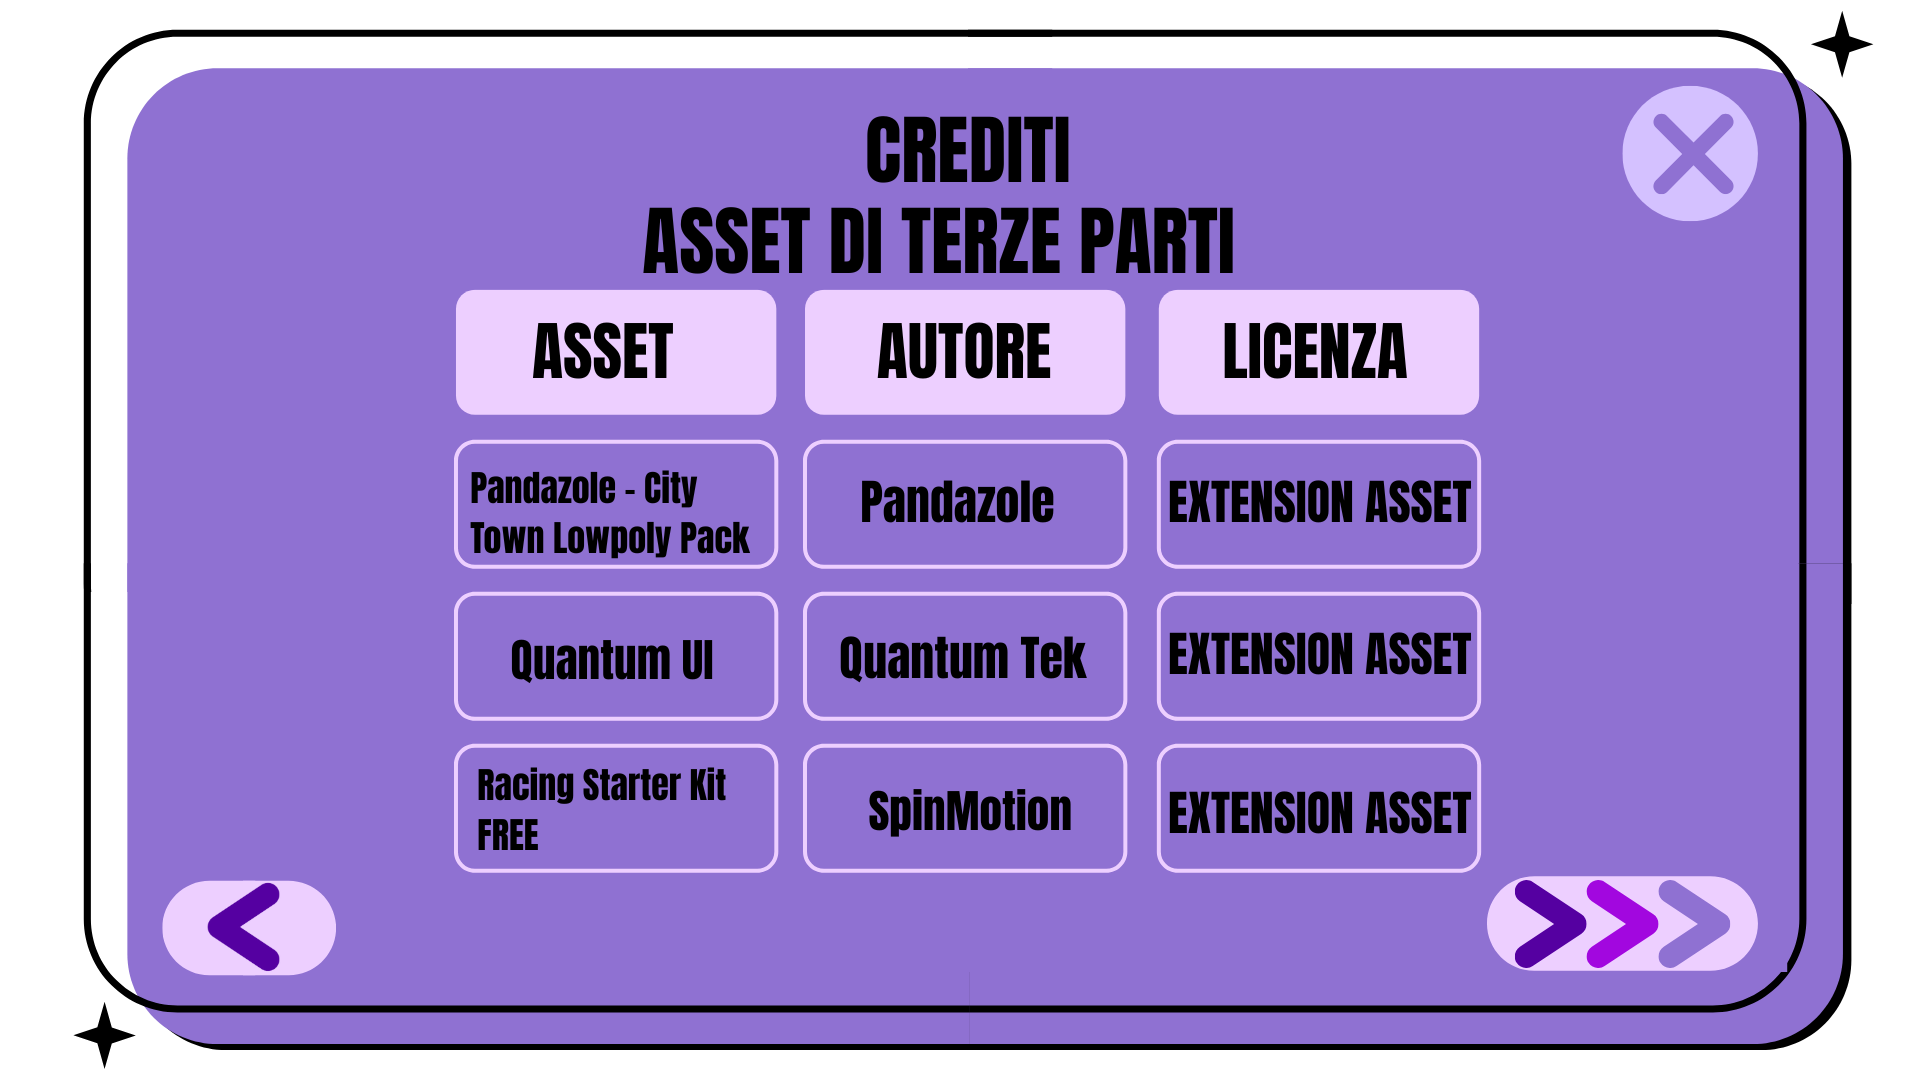 CREDITI
ASSET DI TERZE PARTI
ASSET AUTORE LICENZA
Pandazole - City
Town Lowpoly Pack
Pandazole
EXTENSION ASSET
Quantum UI
Quantum Tek
EXTENSION ASSET
Racing Starter Kit
FREE
SpinMotion
EXTENSION ASSET